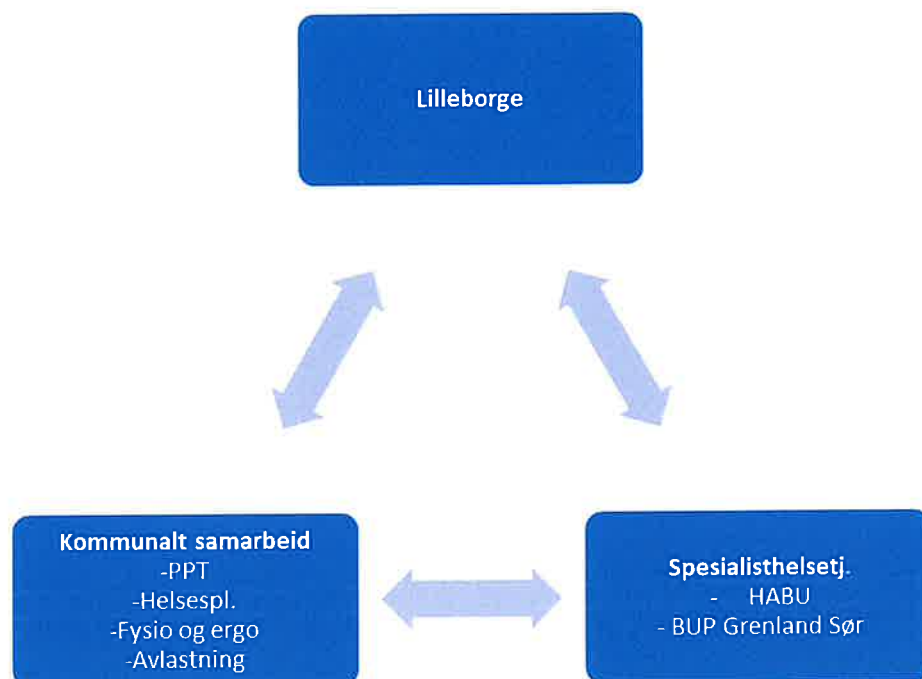 Lilleborge
Kommunalt samarbeid
-PPT
-Helsespl.
-Fysio og ergo
-Avlastning
Spesialisthelsetj.
- HABU
- BUP Grenland Sør